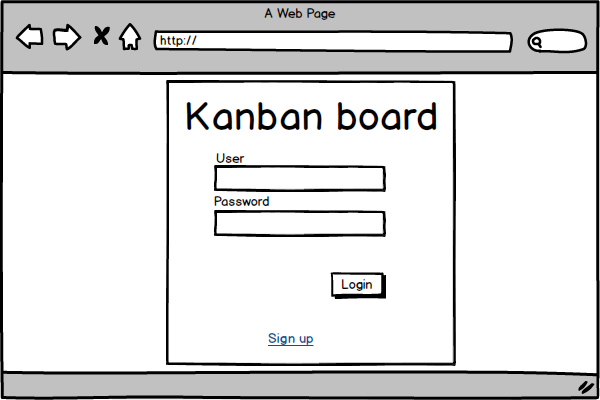 A Web Page
http://
Kanban board
User
Password
Login
Sign up